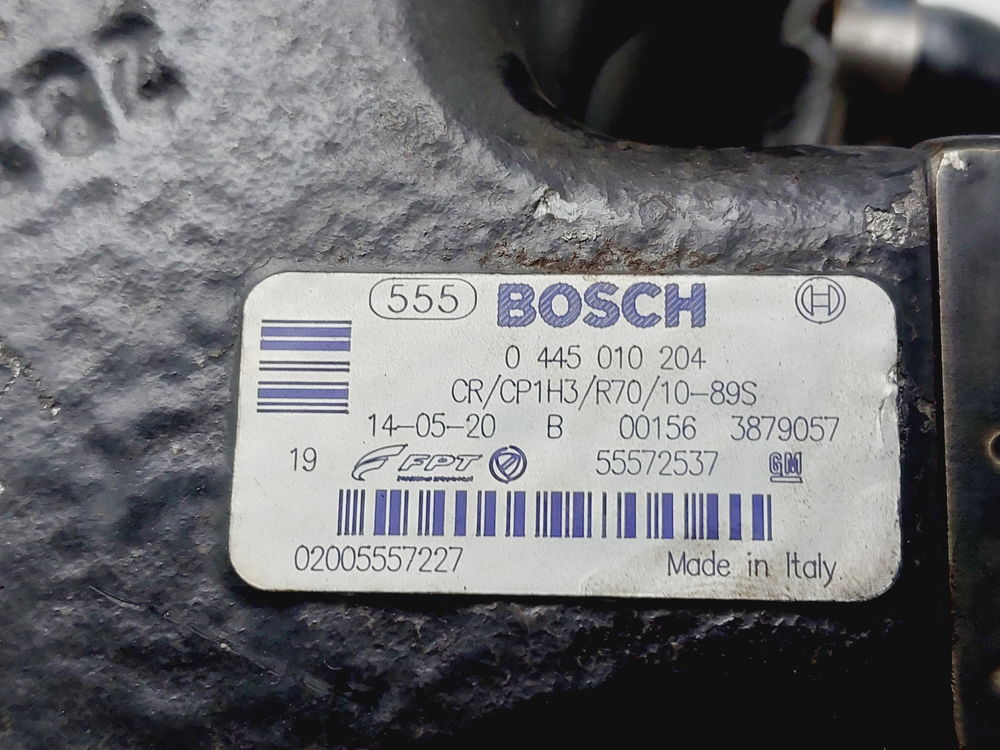 555 BOSCH H
0 445 010 204
CR/CP1H3/R70/10-89S
14-05-20 B 00156 3879057
19 FPT 55572537 GM
02005557227
Made in Italy